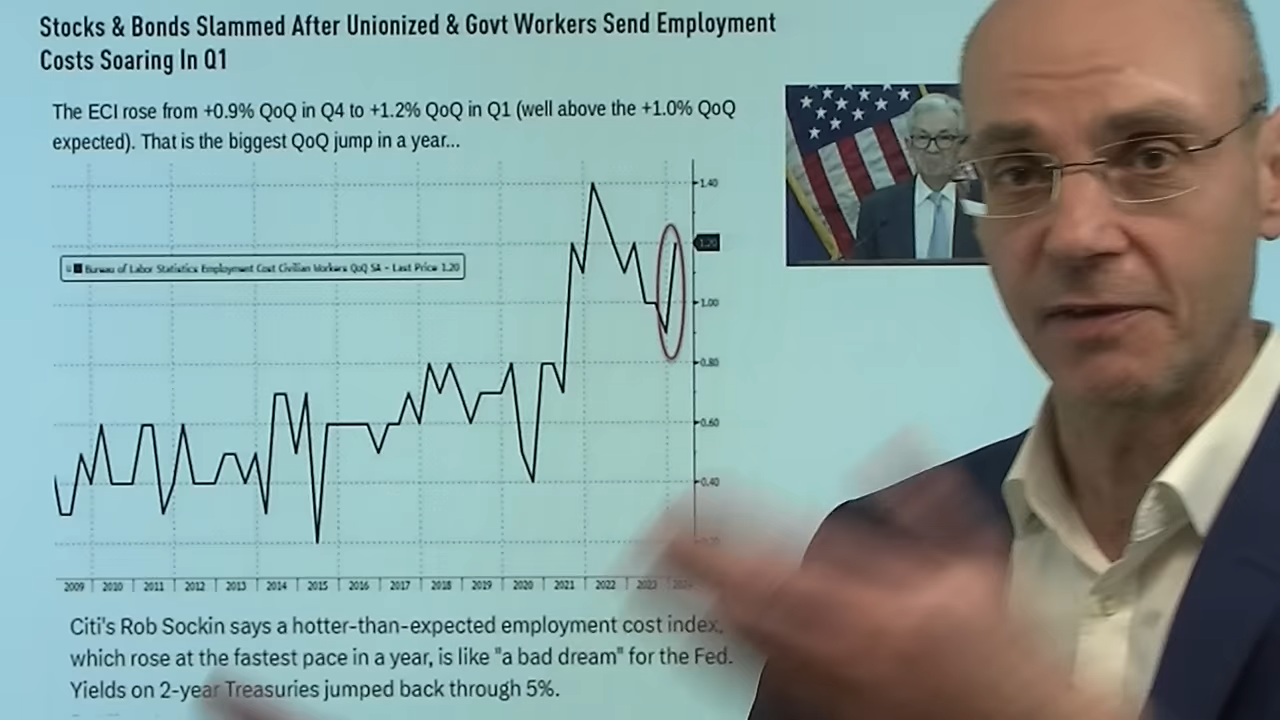 Stocks & Bonds Slammed After Unionized & Govt Workers Send Employment
Costs Soaring In Q1
The ECI rose from +0.9% QoQ in Q4 to +1.2% QoQ in Q1 (well above the +1.0% QoQ
expected). That is the biggest QoQ jump in a year...
1.40
1.20
Bureau of Labor Statistics Employment Cost Civilian Workers QoQ SA - Last Price 1.20
1.00
0.80
0.60
0.40
2009 2010 2011 2012 2013 2014 2015 2016 2017 2018 2019 2020 2021 2022 2023
Citi's Rob Sockin says a hotter-than-expected employment cost index,
which rose at the fastest pace in a year, is like "a bad dream" for the Fed.
Yields on 2-year Treasuries jumped back through 5%.